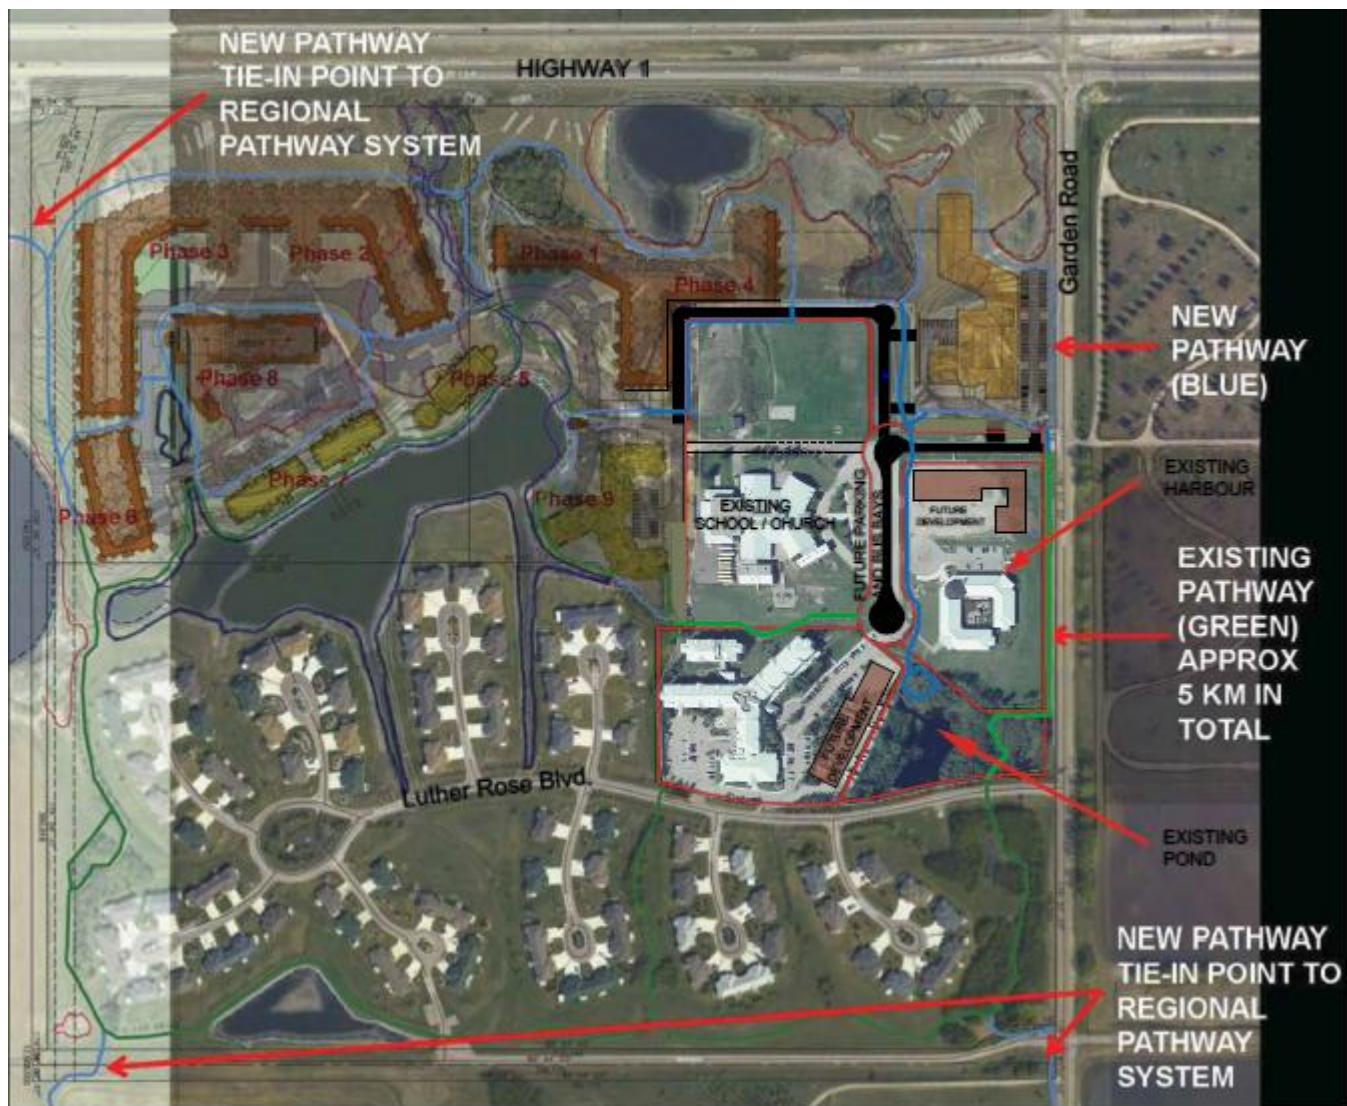 NEW PATHWAY
TIE-IN POINT TO
REGIONAL
PATHWAY SYSTEM
HIGHWAY 1
Garden Road
Phase 3
Phase 2
Phase 1
Phase 4
NEW
PATHWAY
(BLUE)
Phase 8
Phase 5
EXISTING
HARBOUR
Phase 7
Phase 9
Phase 6
EXISTING
SCHOOL / CHURCH
FUTURE PARKING
AND BUS BAYS
FUTURE
DEVELOPMENT
EXISTING
PATHWAY
(GREEN)
APPROX
5 KM IN
TOTAL
FUTURE
DEVELOPMENT
Luther Rose Blvd.
EXISTING
POND
NEW PATHWAY
TIE-IN POINT TO
REGIONAL
PATHWAY
SYSTEM